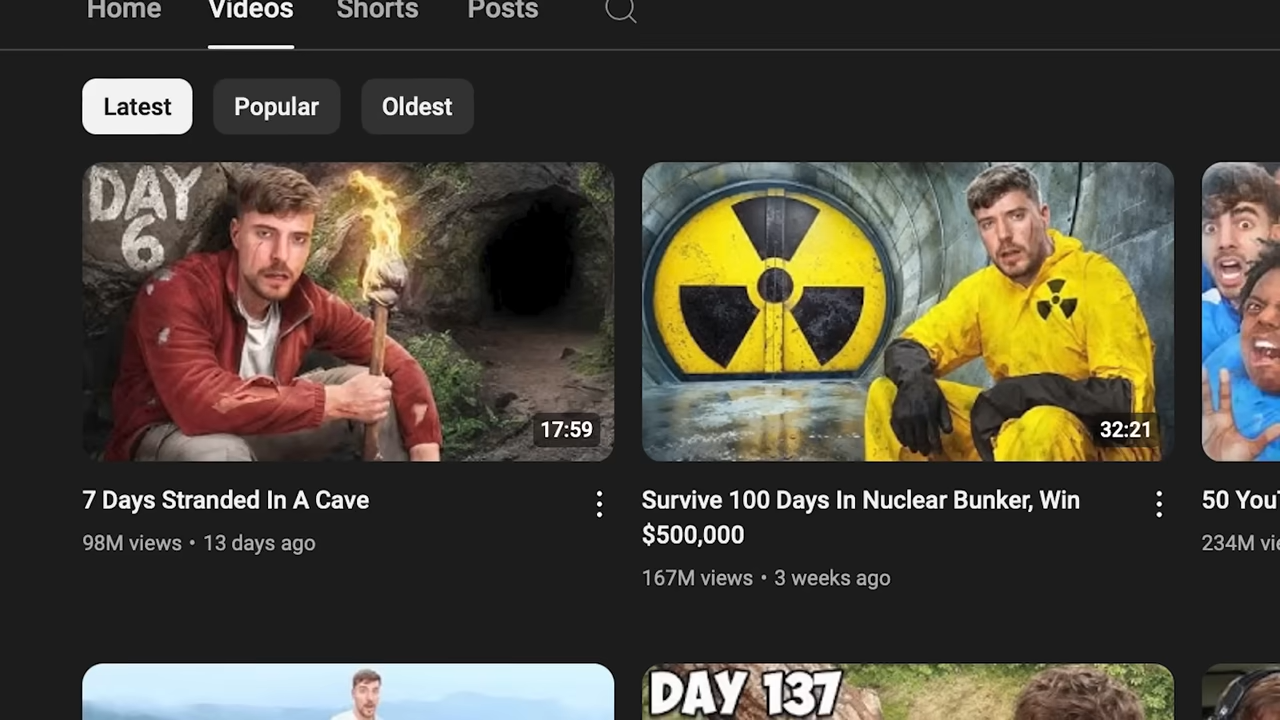 Home Videos Shorts Posts
Latest Popular Oldest
DAY
6
17:59
32:21
7 Days Stranded In A Cave
98M views • 13 days ago
Survive 100 Days In Nuclear Bunker, Win
$500,000
167M views • 3 weeks ago
50
234M
DAY 137